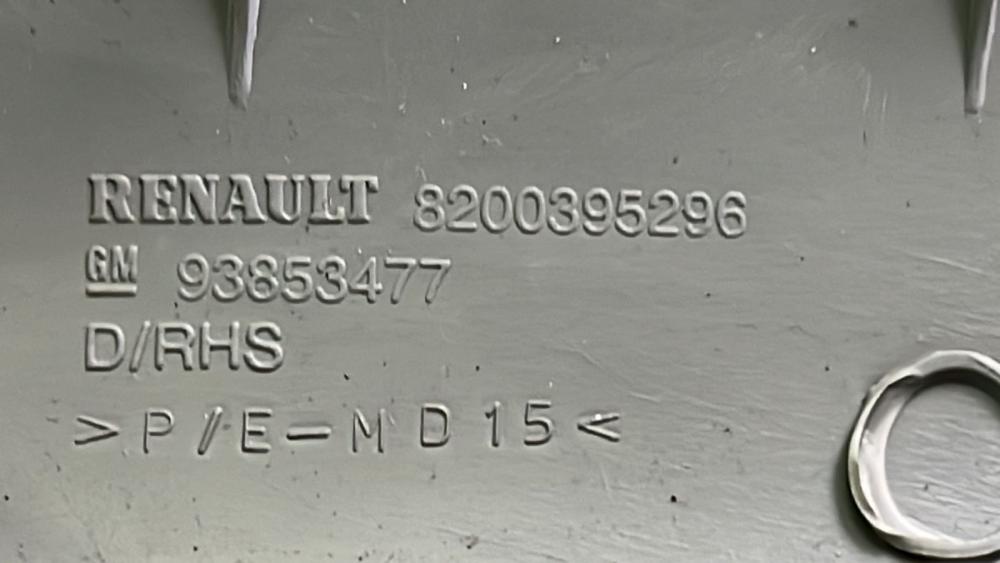 RENAULT 8200395296
GM 93853477
D/RHS
>P/E-MD15<